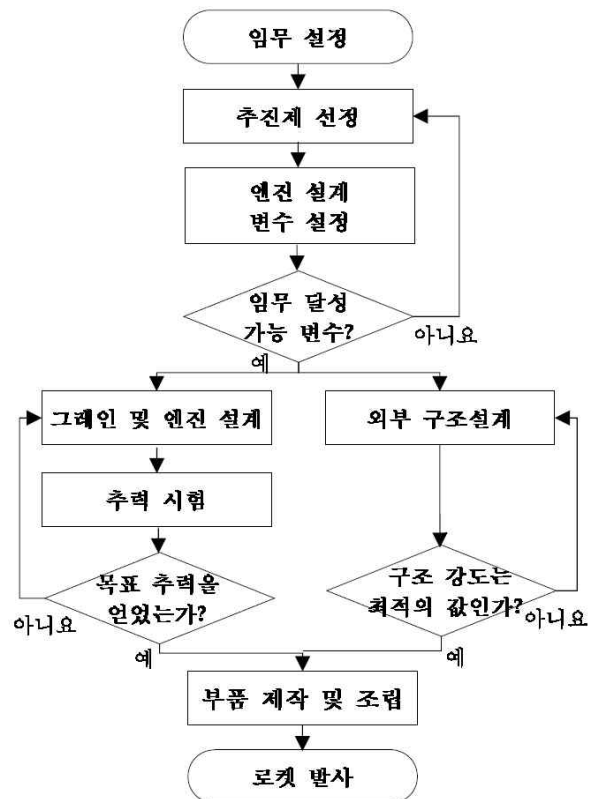 임무 설정
추진제 선정
엔진 설계
변수 설정
임무 달성
가능 변수?
아니요
예
그래인 및 엔진 설계
외부 구조설계
추력 시험
목표 추력을
얻었는가?
아니요
예
구조 강도는
최적의 값인가?
아니요
예
부품 제작 및 조립
로켓 발사